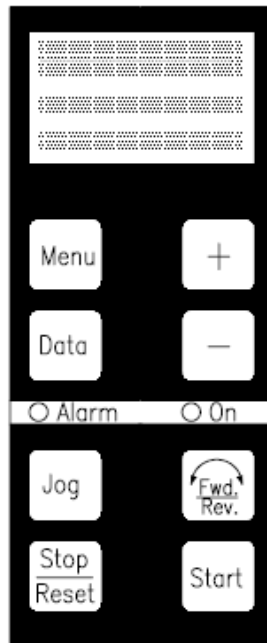 Menu +
Data -
Alarm On
Jog Fwd.
Rev.
Stop
Reset Start